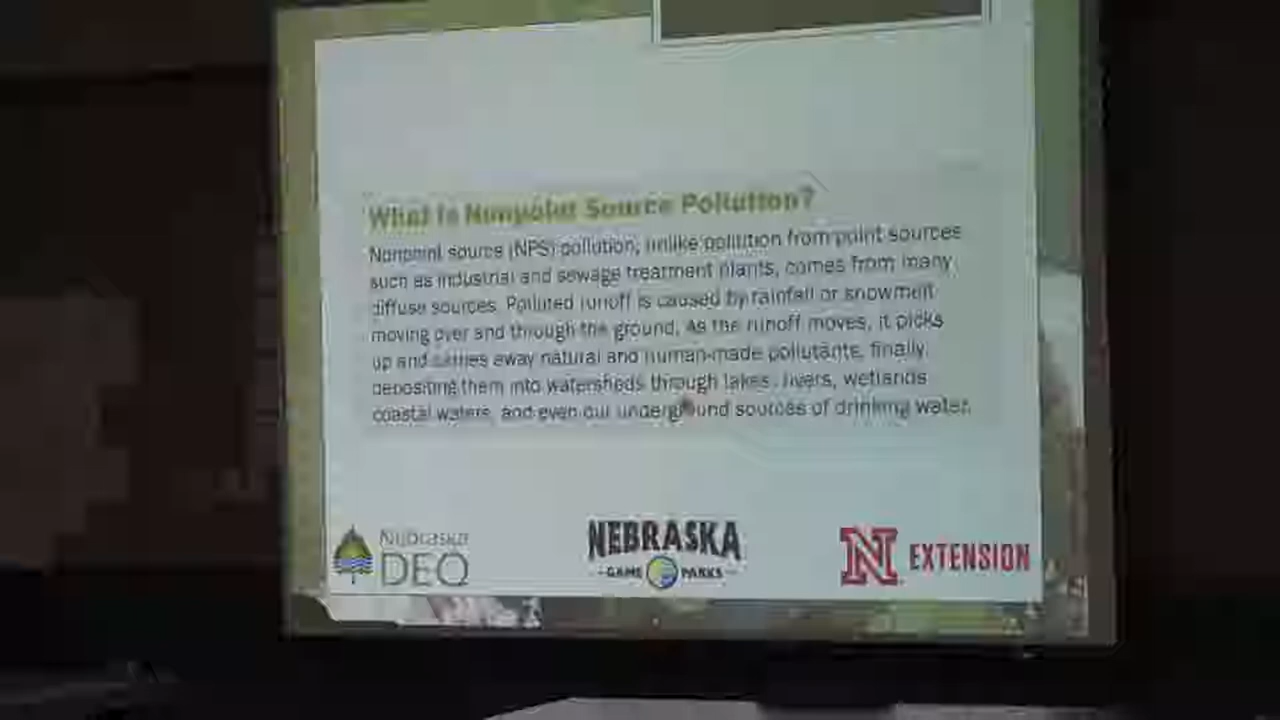 What Is Nonpoint Source Pollution?
Nonpoint source (NPS) pollution, unlike pollution from point sources
such as industrial and sewage treatment plants, comes from many
diffuse sources. Polluted runoff is caused by rainfall or snowmelt
moving over and through the ground. As the runoff moves, it picks
up and carries away natural and human-made pollutants, finally
depositing them into watersheds through lakes, rivers, wetlands
coastal waters, and even our underground sources of drinking water.
Nebraska
DEQ
NEBRASKA
GAME PARKS
N EXTENSION